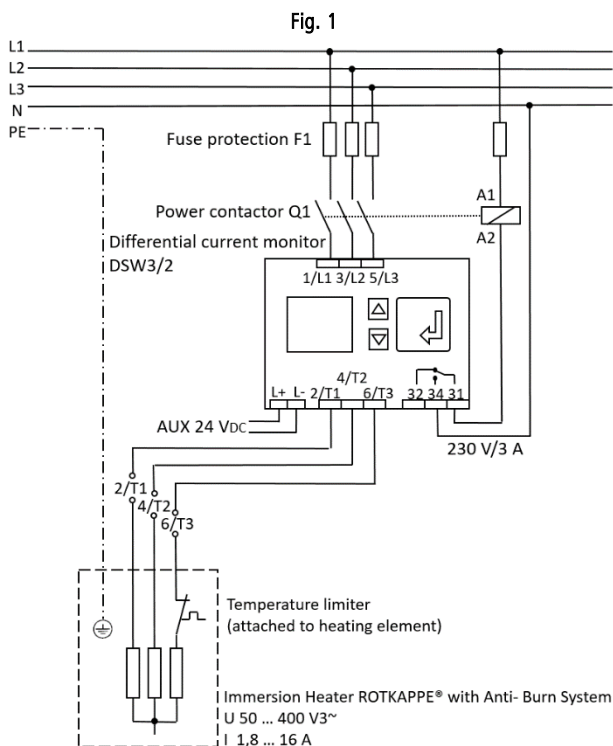 Fig. 1
L1
L2
L3
N
PE
Fuse protection F1
A1
Power contactor Q1
A2
Differential current monitor
DSW3/2
1/L1 3/L2 5/L3
4/T2
L+ L- 2/T1 6/T3 32 34 31
AUX 24 VDC
230 V/3 A
2/T1
4/T2
6/T3
Temperature limiter
(attached to heating element)
Immersion Heater ROTKAPPE® with Anti- Burn System
U 50 ... 400 V3~
I 1,8 ... 16 A